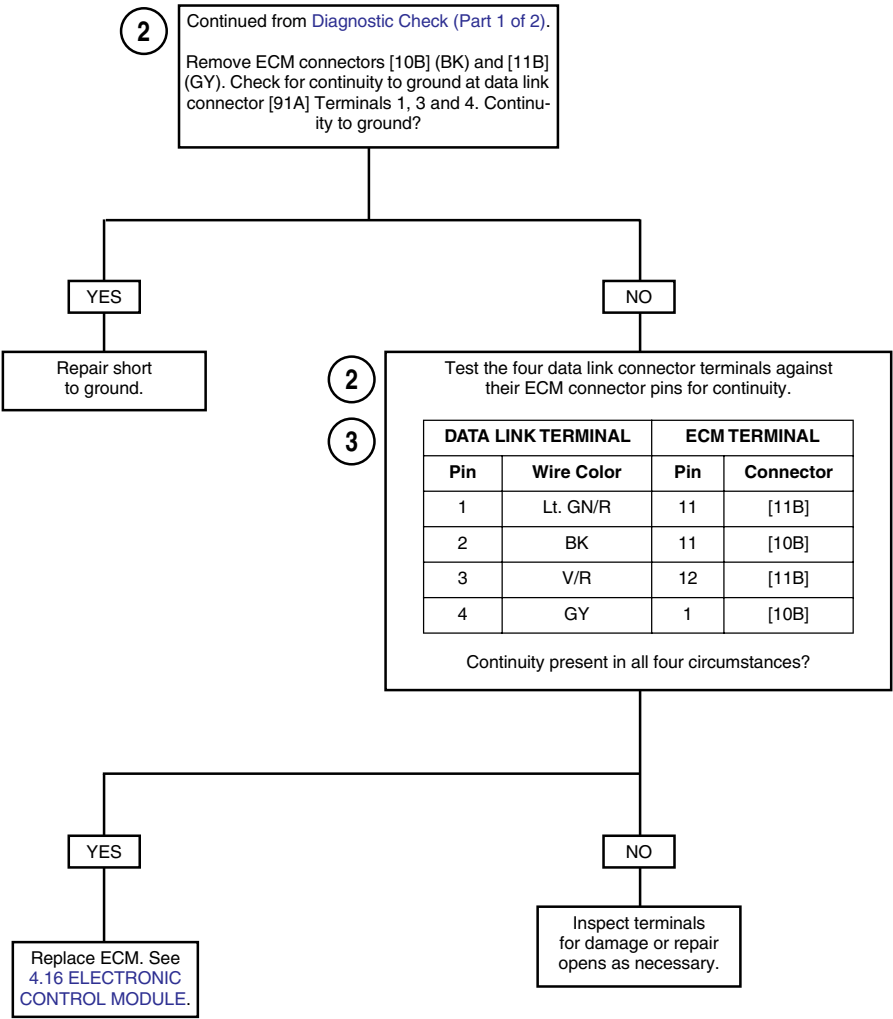 2
Continued from Diagnostic Check (Part 1 of 2).
Remove ECM connectors [10B] (BK) and [11B]
(GY). Check for continuity to ground at data link
connector [91A] Terminals 1, 3 and 4. Continu-
ity to ground?
YES
NO
Repair short
to ground.
2
3
Test the four data link connector terminals against
their ECM connector pins for continuity.
DATA LINK TERMINAL ECM TERMINAL
Pin Wire Color Pin Connector
1 Lt. GN/R 11 [11B]
2 BK 11 [10B]
3 V/R 12 [11B]
4 GY 1 [10B]
Continuity present in all four circumstances?
YES
NO
Replace ECM. See
4.16 ELECTRONIC
CONTROL MODULE.
Inspect terminals
for damage or repair
opens as necessary.